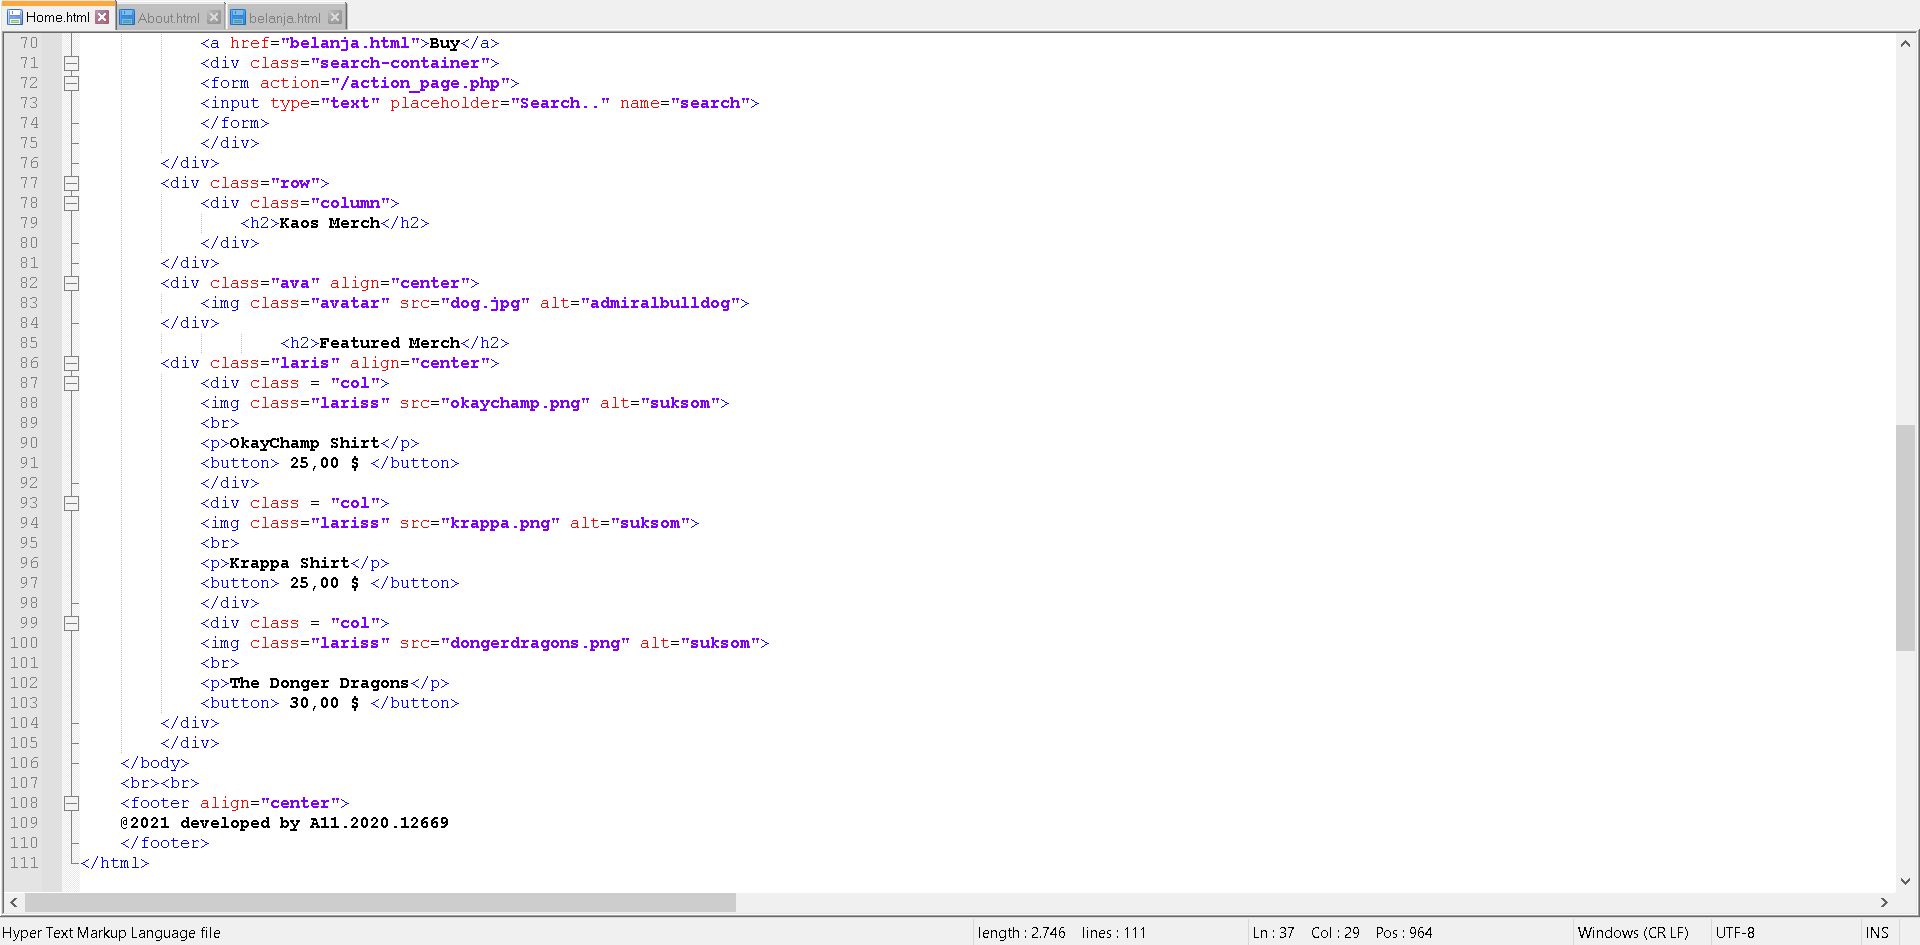 Home.html About.html belanja.html
70 <a href="belanja.html">Buy</a>
71 <div class="search-container">
72 <form action="/action_page.php">
73 <input type="text" placeholder="Search.." name="search">
74 </form>
75 </div>
76 </div>
77 <div class="row">
78 <div class="column">
79 <h2>Kaos Merch</h2>
80 </div>
81 </div>
82 <div class="ava" align="center">
83 <img class="avatar" src="dog.jpg" alt="admiralbulldog">
84 </div>
85 <h2>Featured Merch</h2>
86 <div class="laris" align="center">
87 <div class = "col">
88 <img class="lariss" src="okaychamp.png" alt="suksom">
89 <br>
90 <p>OkayChamp Shirt</p>
91 <button> 25,00 $ </button>
92 </div>
93 <div class = "col">
94 <img class="lariss" src="krappa.png" alt="suksom">
95 <br>
96 <p>Krappa Shirt</p>
97 <button> 25,00 $ </button>
98 </div>
99 <div class = "col">
100 <img class="lariss" src="dongerdragons.png" alt="suksom">
101 <br>
102 <p>The Donger Dragons</p>
103 <button> 30,00 $ </button>
104 </div>
105 </div>
106 </body>
107 <br><br>
108 <footer align="center">
109 @2021 developed by A11.2020.12669
110 </footer>
111 </html>
Hyper Text Markup Language file length : 2.746 lines : 111 Ln : 37 Col : 29 Pos : 964 Windows (CR LF) UTF-8 INS